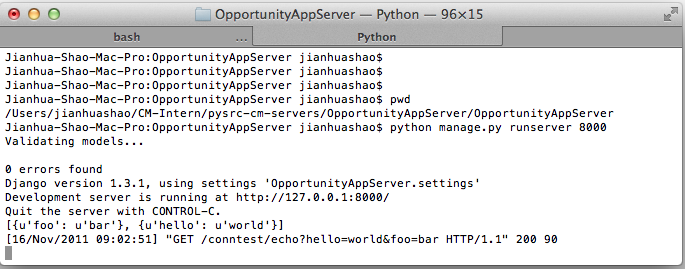 OpportunityAppServer — Python — 96×15
bash ... Python
Jianhua-Shao-Mac-Pro:OpportunityAppServer jianhuashao$
Jianhua-Shao-Mac-Pro:OpportunityAppServer jianhuashao$
Jianhua-Shao-Mac-Pro:OpportunityAppServer jianhuashao$
Jianhua-Shao-Mac-Pro:OpportunityAppServer jianhuashao$ pwd
/Users/jianhuashao/CM-Intern/pysrc-cm-servers/OpportunityAppServer/OpportunityAppServer
Jianhua-Shao-Mac-Pro:OpportunityAppServer jianhuashao$ python manage.py runserver 8000
Validating models...
0 errors found
Django version 1.3.1, using settings 'OpportunityAppServer.settings'
Development server is running at http://127.0.0.1:8000/
Quit the server with CONTROL-C.
[{u'foo': u'bar'}, {u'hello': u'world'}]
[16/Nov/2011 09:02:51] "GET /conntest/echo?hello=world&foo=bar HTTP/1.1" 200 90